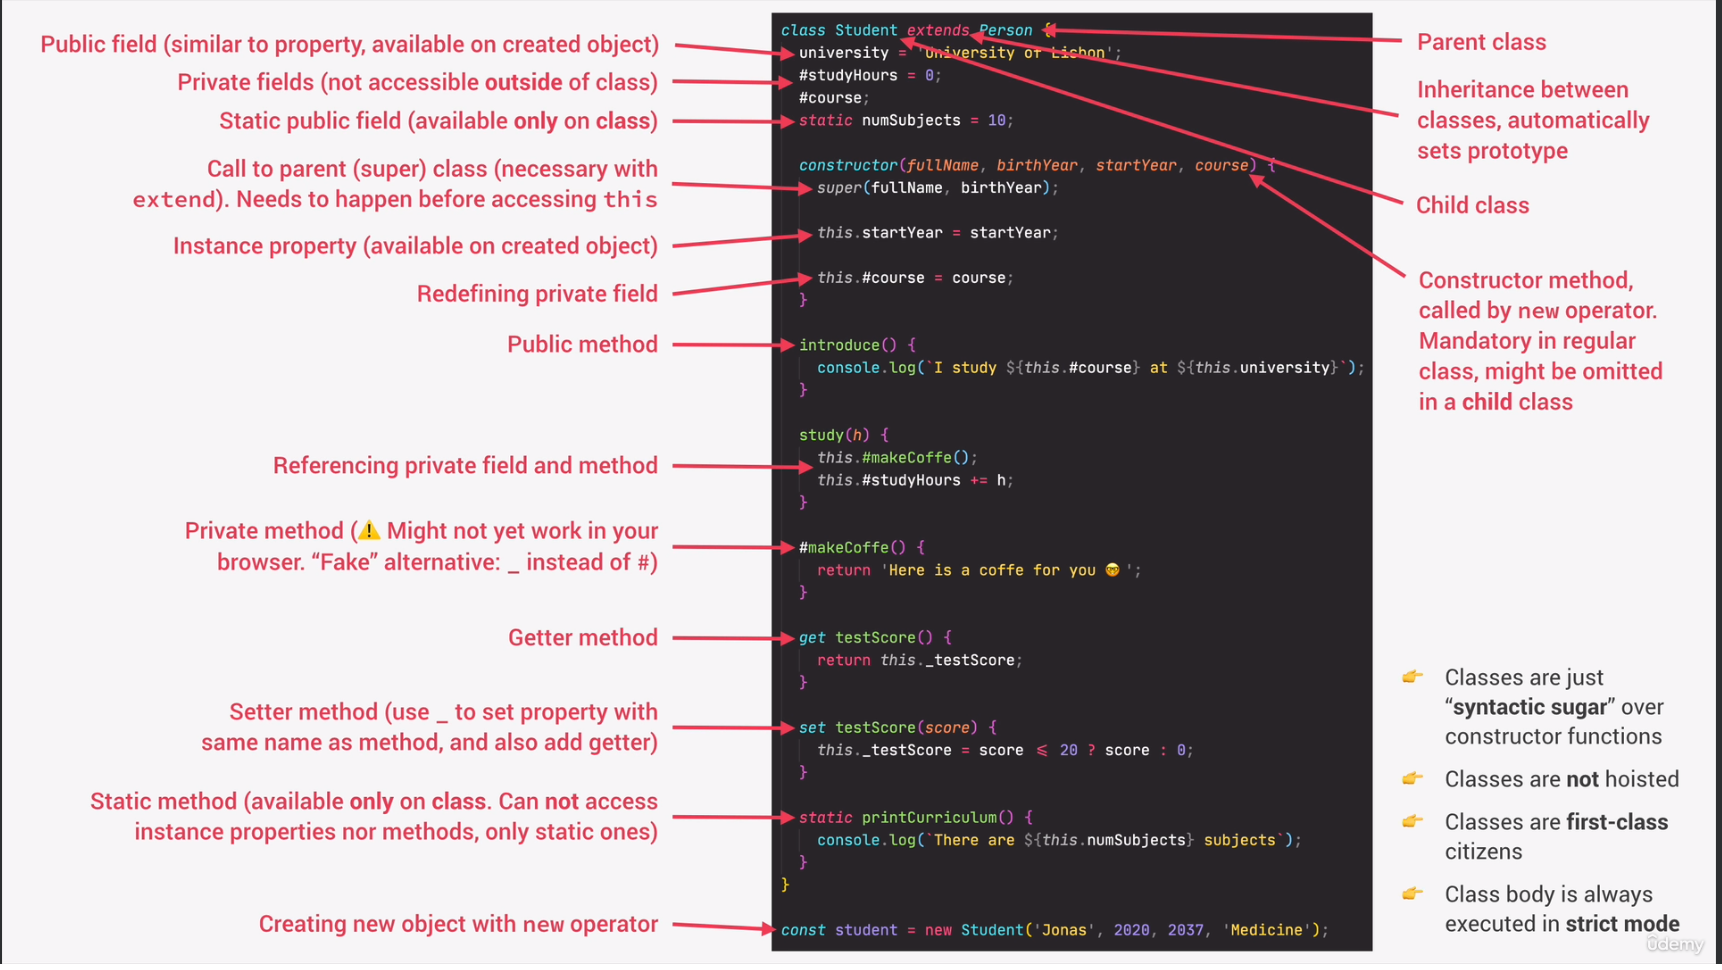 Public field (similar to property, available on created object)
Private fields (not accessible outside of class)
Static public field (available only on class)
Call to parent (super) class (necessary with
extend). Needs to happen before accessing this
Instance property (available on created object)
Redefining private field
Public method
Referencing private field and method
Private method (⚠️ Might not yet work in your
browser. “Fake” alternative: _ instead of #)
Getter method
Setter method (use _ to set property with
same name as method, and also add getter)
Static method (available only on class. Can not access
instance properties nor methods, only static ones)
Creating new object with new operator
class Student extends Person {
university = 'University of Lisbon';
#studyHours = 0;
#course;
static numSubjects = 10;
constructor(fullName, birthYear, startYear, course) {
super(fullName, birthYear);
this.startYear = startYear;
this.#course = course;
}
introduce() {
console.log(`I study ${this.#course} at ${this.university}`);
}
study(h) {
this.#makeCoffe();
this.#studyHours += h;
}
#makeCoffe() {
return 'Here is a coffe for you 🤓 ';
}
get testScore() {
return this._testScore;
}
set testScore(score) {
this._testScore = score ⩽ 20 ? score : 0;
}
static printCurriculum() {
console.log(`There are ${this.numSubjects} subjects`);
}
}
const student = new Student('Jonas', 2020, 2037, 'Medicine');
Parent class
Inheritance between
classes, automatically
sets prototype
Child class
Constructor method,
called by new operator.
Mandatory in regular
class, might be omitted
in a child class
👉 Classes are just
“syntactic sugar” over
constructor functions
👉 Classes are not hoisted
👉 Classes are first-class
citizens
👉 Class body is always
executed in strict mode
ûdemy